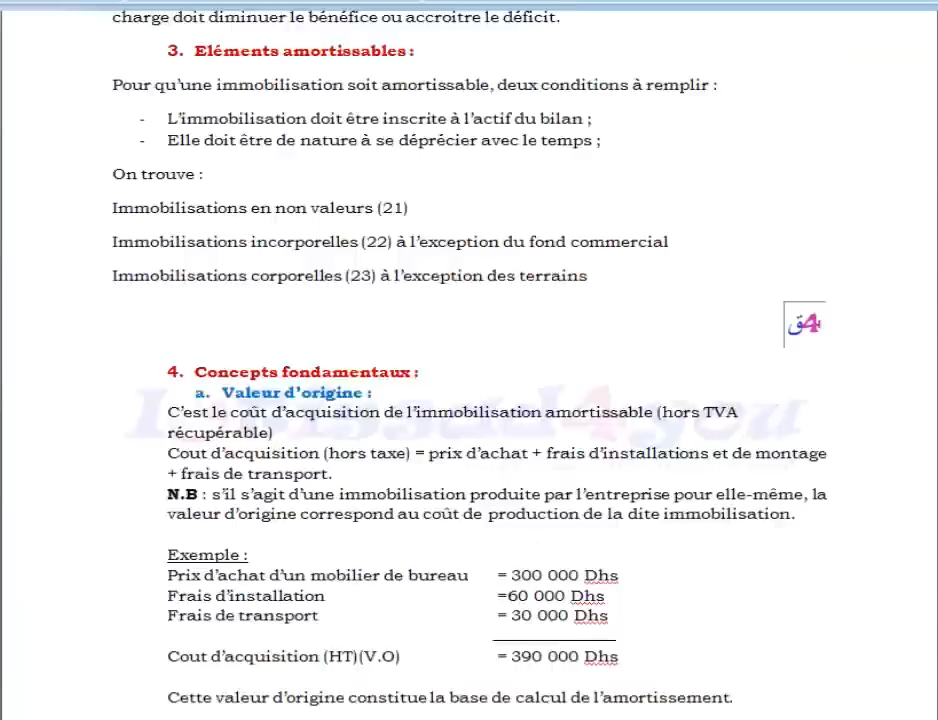 charge doit diminuer le bénéfice ou accroitre le déficit.
3. Eléments amortissables :
Pour qu'une immobilisation soit amortissable, deux conditions à remplir :
- L'immobilisation doit être inscrite à l'actif du bilan ;
- Elle doit être de nature à se déprécier avec le temps ;
On trouve :
Immobilisations en non valeurs (21)
Immobilisations incorporelles (22) à l'exception du fond commercial
Immobilisations corporelles (23) à l'exception des terrains
ق4
4. Concepts fondamentaux :
a. Valeur d'origine :
C'est le coût d'acquisition de l'immobilisation amortissable (hors TVA
récupérable)
Cout d'acquisition (hors taxe) = prix d'achat + frais d'installations et de montage
+ frais de transport.
N.B : s'il s'agit d'une immobilisation produite par l'entreprise pour elle-même, la
valeur d'origine correspond au coût de production de la dite immobilisation.
Exemple :
Prix d'achat d'un mobilier de bureau = 300 000 Dhs
Frais d'installation =60 000 Dhs
Frais de transport = 30 000 Dhs
Cout d'acquisition (HT)(V.O) = 390 000 Dhs
Cette valeur d'origine constitue la base de calcul de l'amortissement.